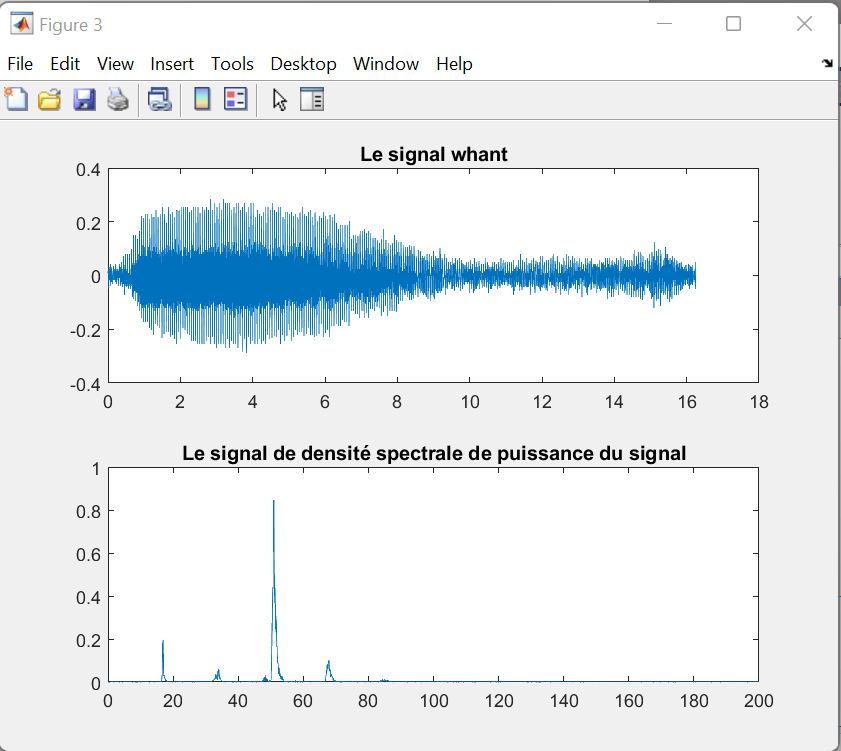 Figure 3
File Edit View Insert Tools Desktop Window Help
Le signal whant
0.4
0.2
0
-0.2
-0.4
0 2 4 6 8 10 12 14 16 18
Le signal de densité spectrale de puissance du signal
1
0.8
0.6
0.4
0.2
0
0 20 40 60 80 100 120 140 160 180 200